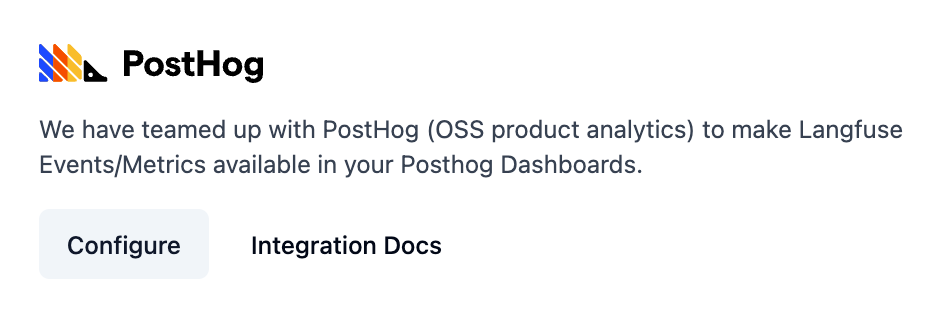 PostHog
We have teamed up with PostHog (OSS product analytics) to make Langfuse
Events/Metrics available in your Posthog Dashboards.
Configure
Integration Docs